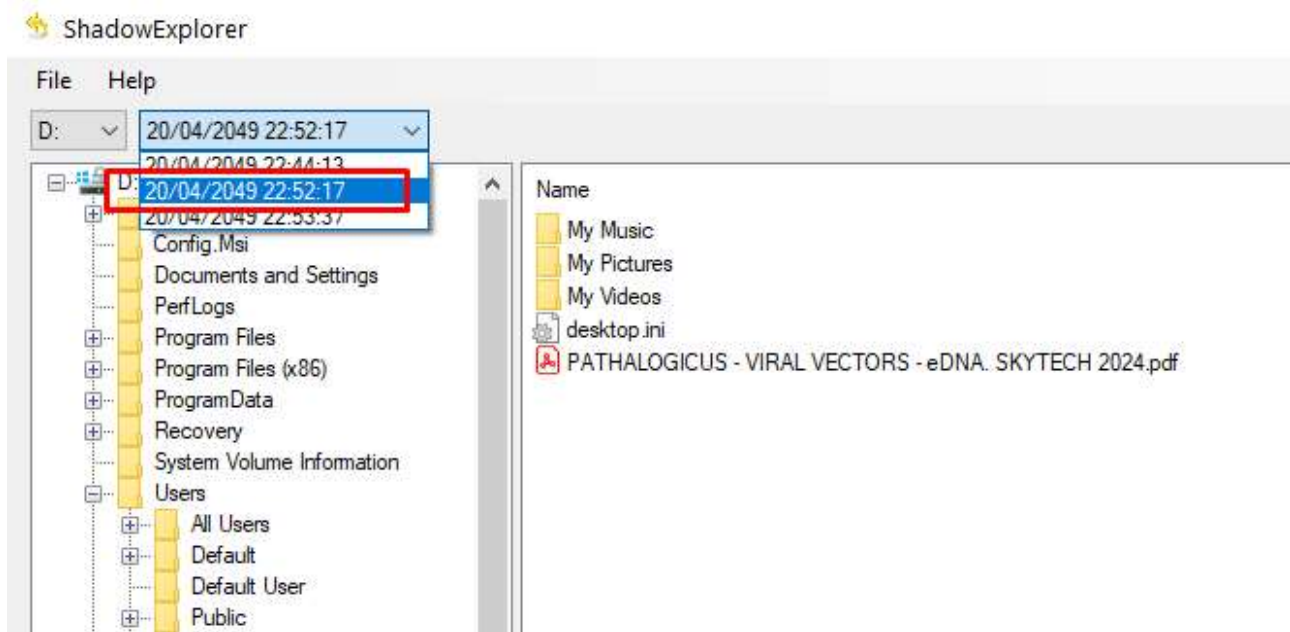 ShadowExplorer
File Help
D: 20/04/2049 22:52:17
20/04/2049 22:44:13
20/04/2049 22:52:17
20/04/2049 22:53:37
D:
Config.Msi
Documents and Settings
PerfLogs
Program Files
Program Files (x86)
ProgramData
Recovery
System Volume Information
Users
All Users
Default
Default User
Public
Name
My Music
My Pictures
My Videos
desktop.ini
PATHALOGICUS - VIRAL VECTORS - eDNA. SKYTECH 2024.pdf